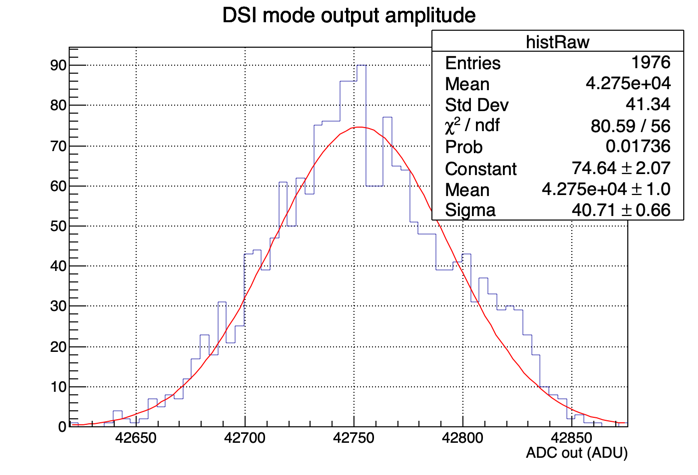 DSI mode output amplitude
histRaw
Entries 1976
Mean 4.275e+04
Std Dev 41.34
χ² / ndf 80.59 / 56
Prob 0.01736
Constant 74.64 ± 2.07
Mean 4.275e+04 ± 1.0
Sigma 40.71 ± 0.66
90
80
70
60
50
40
30
20
10
0
42650 42700 42750 42800 42850
ADC out (ADU)